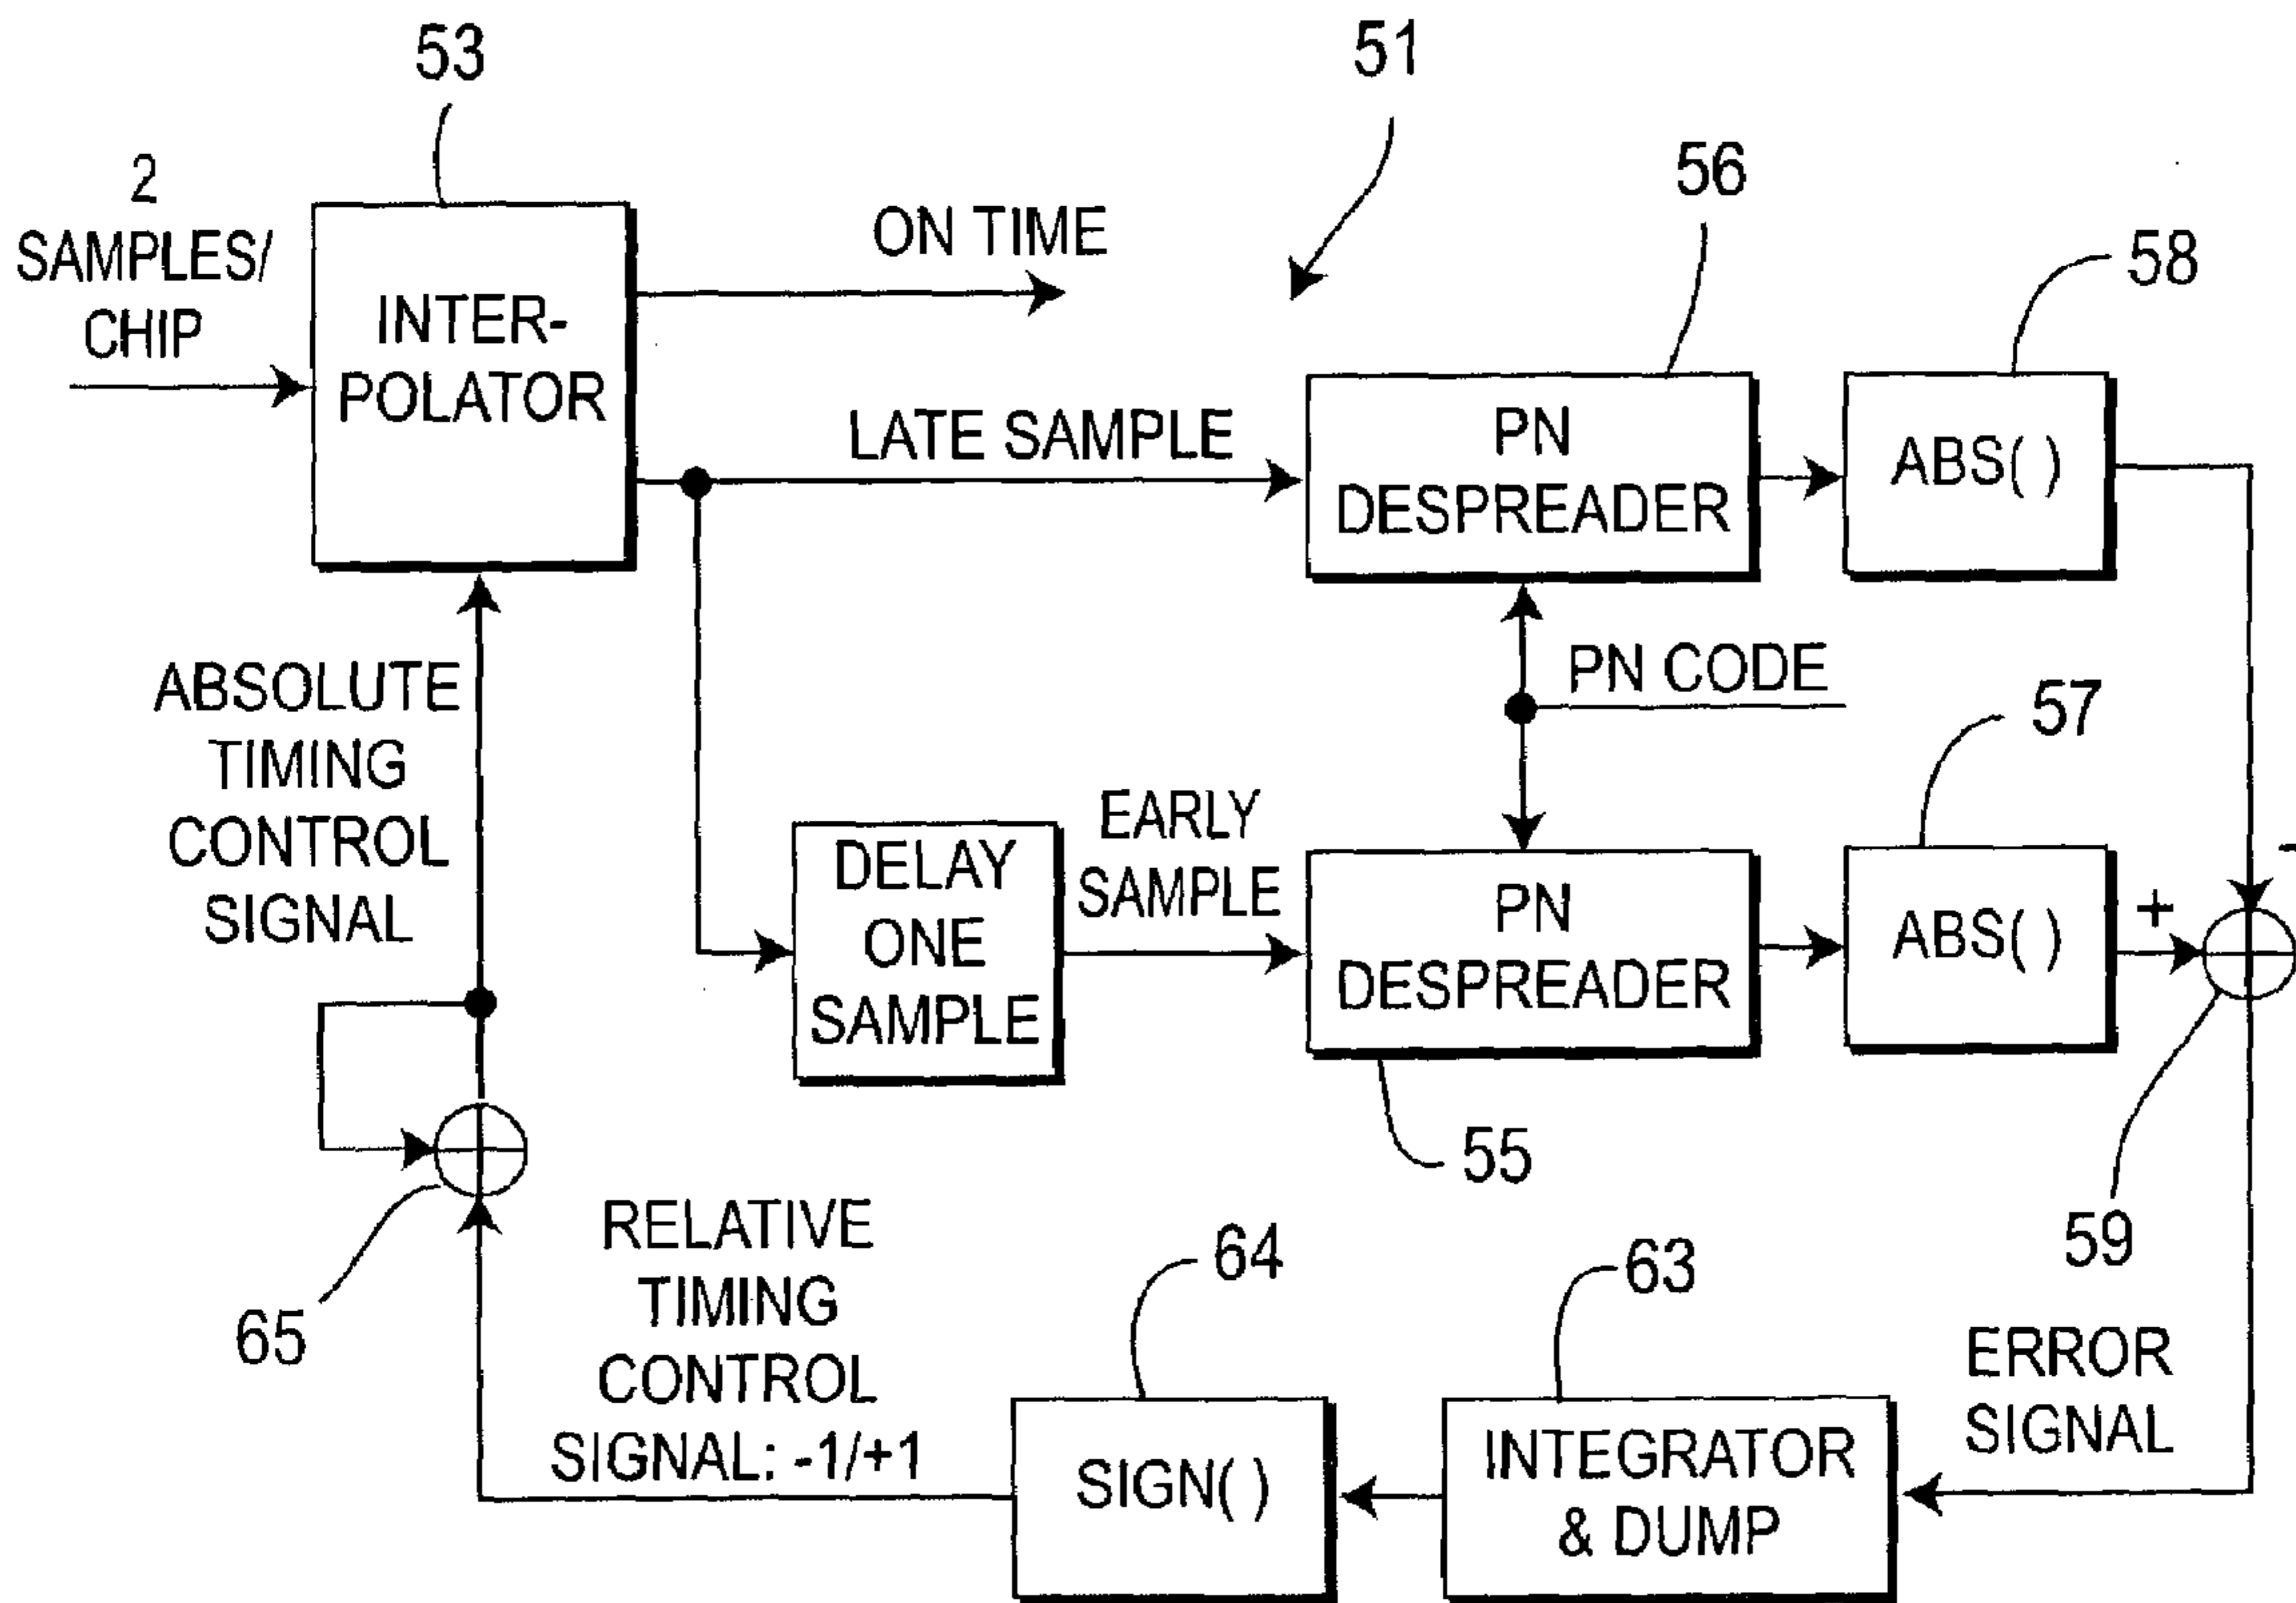 53
51
2
SAMPLES/
CHIP
INTER-
POLATOR
ON TIME
56
58
LATE SAMPLE
PN
DESPREADER
ABS( )
ABSOLUTE
TIMING
CONTROL
SIGNAL
PN CODE
57
DELAY
ONE
SAMPLE
EARLY
SAMPLE
PN
DESPREADER
ABS( )
+
-
55
59
65
RELATIVE
TIMING
CONTROL
SIGNAL: -1/+1
64
SIGN( )
63
INTEGRATOR
& DUMP
ERROR
SIGNAL